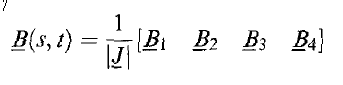 B(s, t) = 1/|J| [B₁ B₂ B₃ B₄]